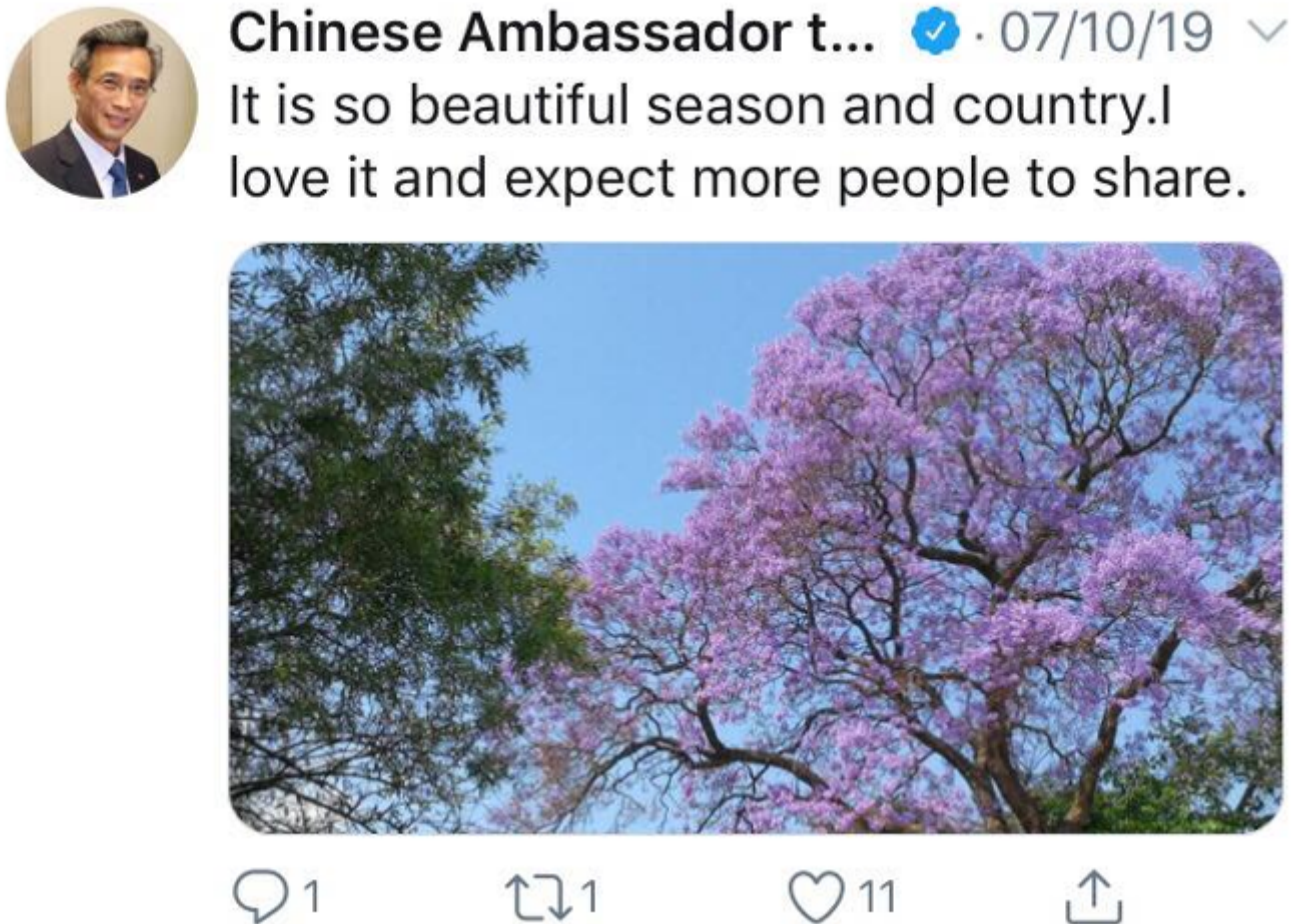 Chinese Ambassador t... · 07/10/19
It is so beautiful season and country.I
love it and expect more people to share.
1 1 11